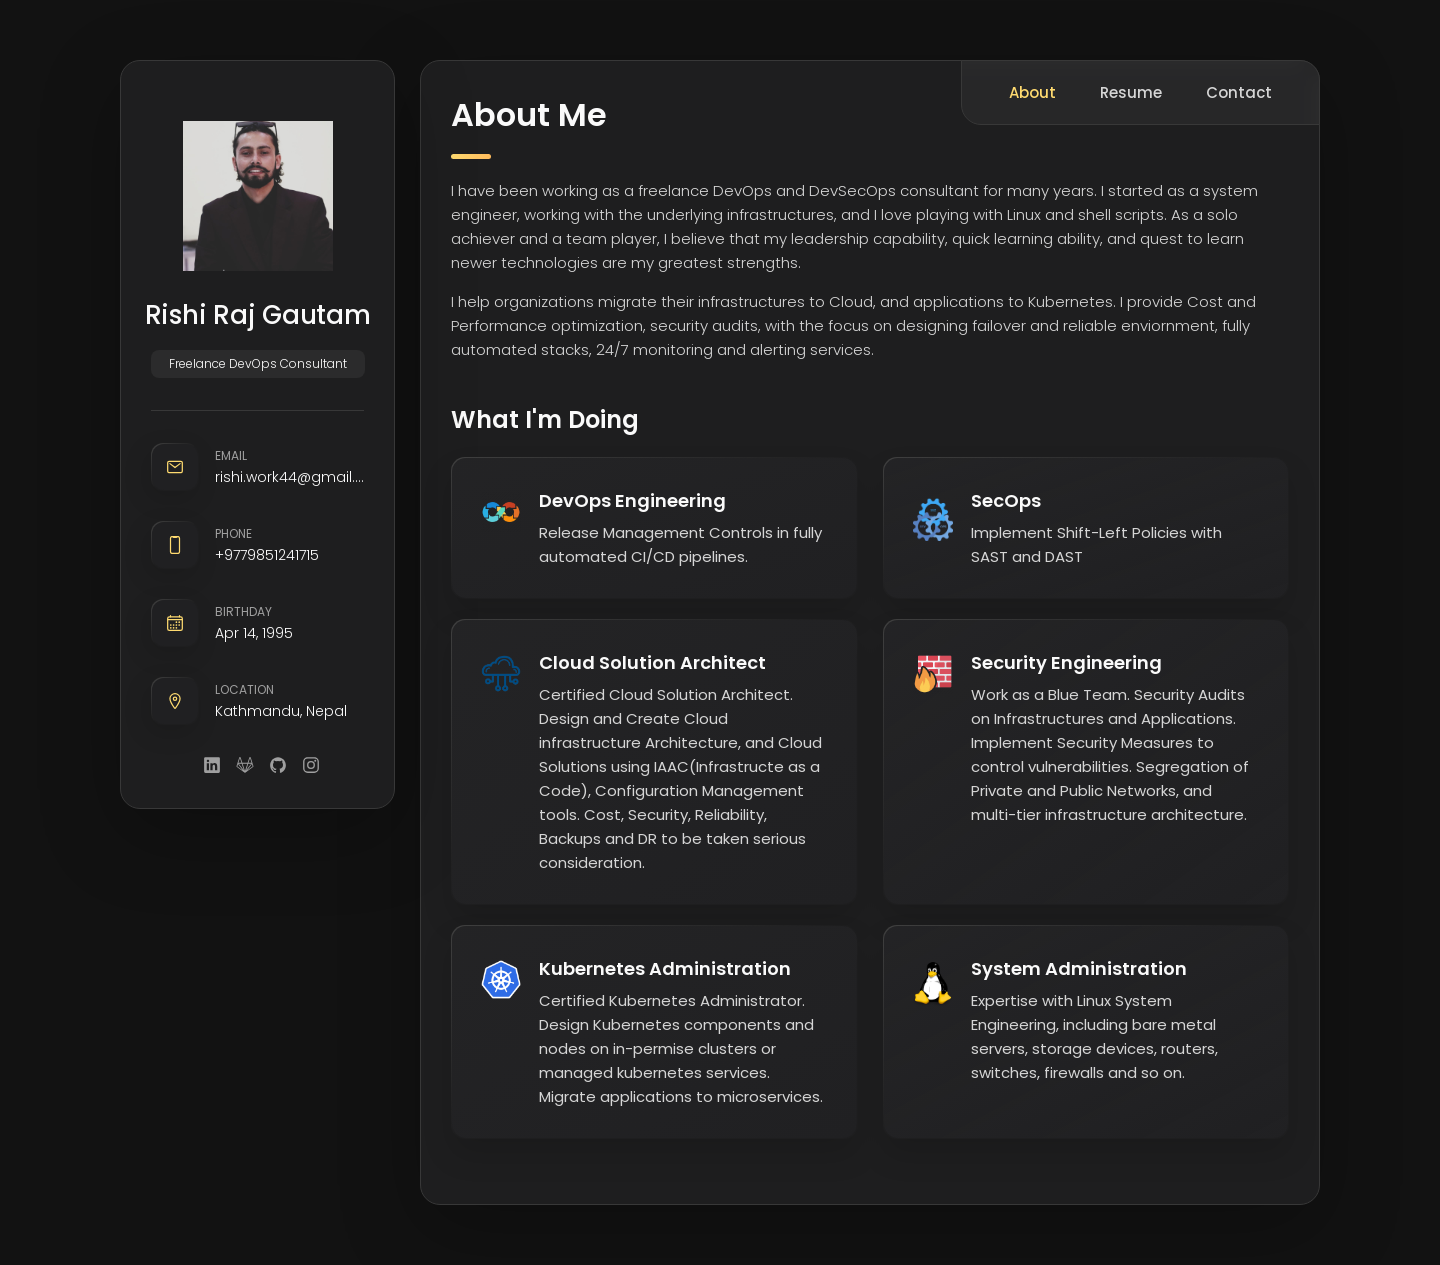 Rishi Raj Gautam
Freelance DevOps Consultant
EMAIL
rishi.work44@gmail....
PHONE
+9779851241715
BIRTHDAY
Apr 14, 1995
LOCATION
Kathmandu, Nepal
About
Resume
Contact
About Me
I have been working as a freelance DevOps and DevSecOps consultant for many years. I started as a system
engineer, working with the underlying infrastructures, and I love playing with Linux and shell scripts. As a solo
achiever and a team player, I believe that my leadership capability, quick learning ability, and quest to learn
newer technologies are my greatest strengths.
I help organizations migrate their infrastructures to Cloud, and applications to Kubernetes. I provide Cost and
Performance optimization, security audits, with the focus on designing failover and reliable enviornment, fully
automated stacks, 24/7 monitoring and alerting services.
What I'm Doing
DevOps Engineering
Release Management Controls in fully
automated CI/CD pipelines.
SecOps
Implement Shift-Left Policies with
SAST and DAST
Cloud Solution Architect
Certified Cloud Solution Architect.
Design and Create Cloud
infrastructure Architecture, and Cloud
Solutions using IAAC(Infrastructe as a
Code), Configuration Management
tools. Cost, Security, Reliability,
Backups and DR to be taken serious
consideration.
Security Engineering
Work as a Blue Team. Security Audits
on Infrastructures and Applications.
Implement Security Measures to
control vulnerabilities. Segregation of
Private and Public Networks, and
multi-tier infrastructure architecture.
Kubernetes Administration
Certified Kubernetes Administrator.
Design Kubernetes components and
nodes on in-permise clusters or
managed kubernetes services.
Migrate applications to microservices.
System Administration
Expertise with Linux System
Engineering, including bare metal
servers, storage devices, routers,
switches, firewalls and so on.